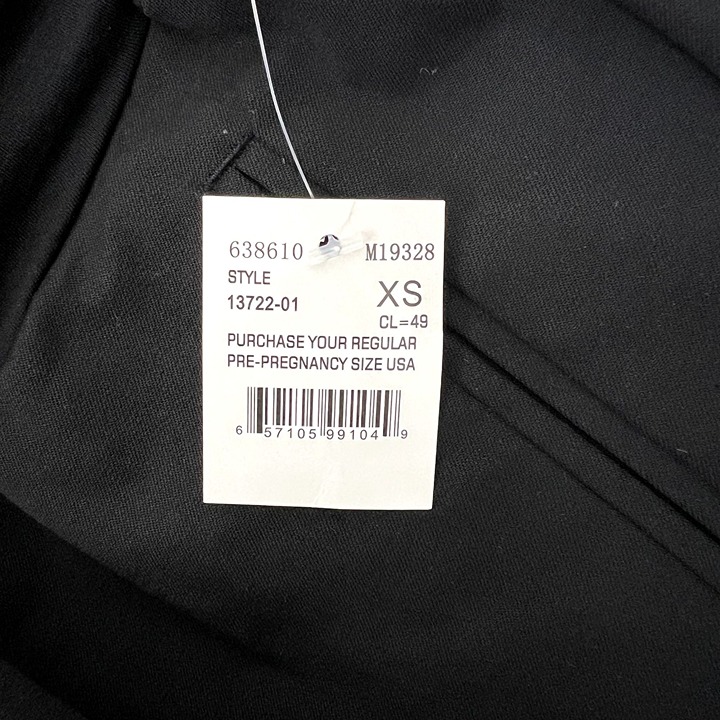 638610 M19328
STYLE
13722-01 XS
CL=49
PURCHASE YOUR REGULAR
PRE-PREGNANCY SIZE USA
6 57105 99104 9